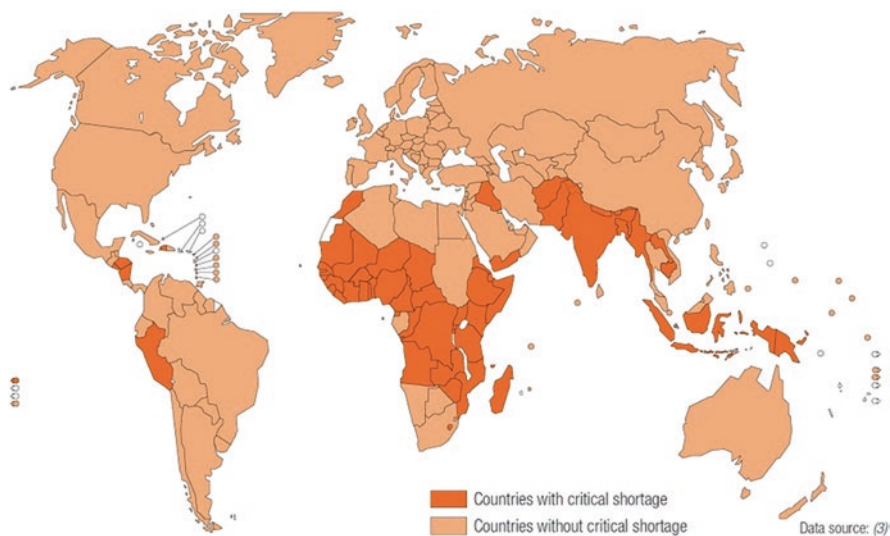 Countries with critical shortage
Countries without critical shortage
Data source: (3)